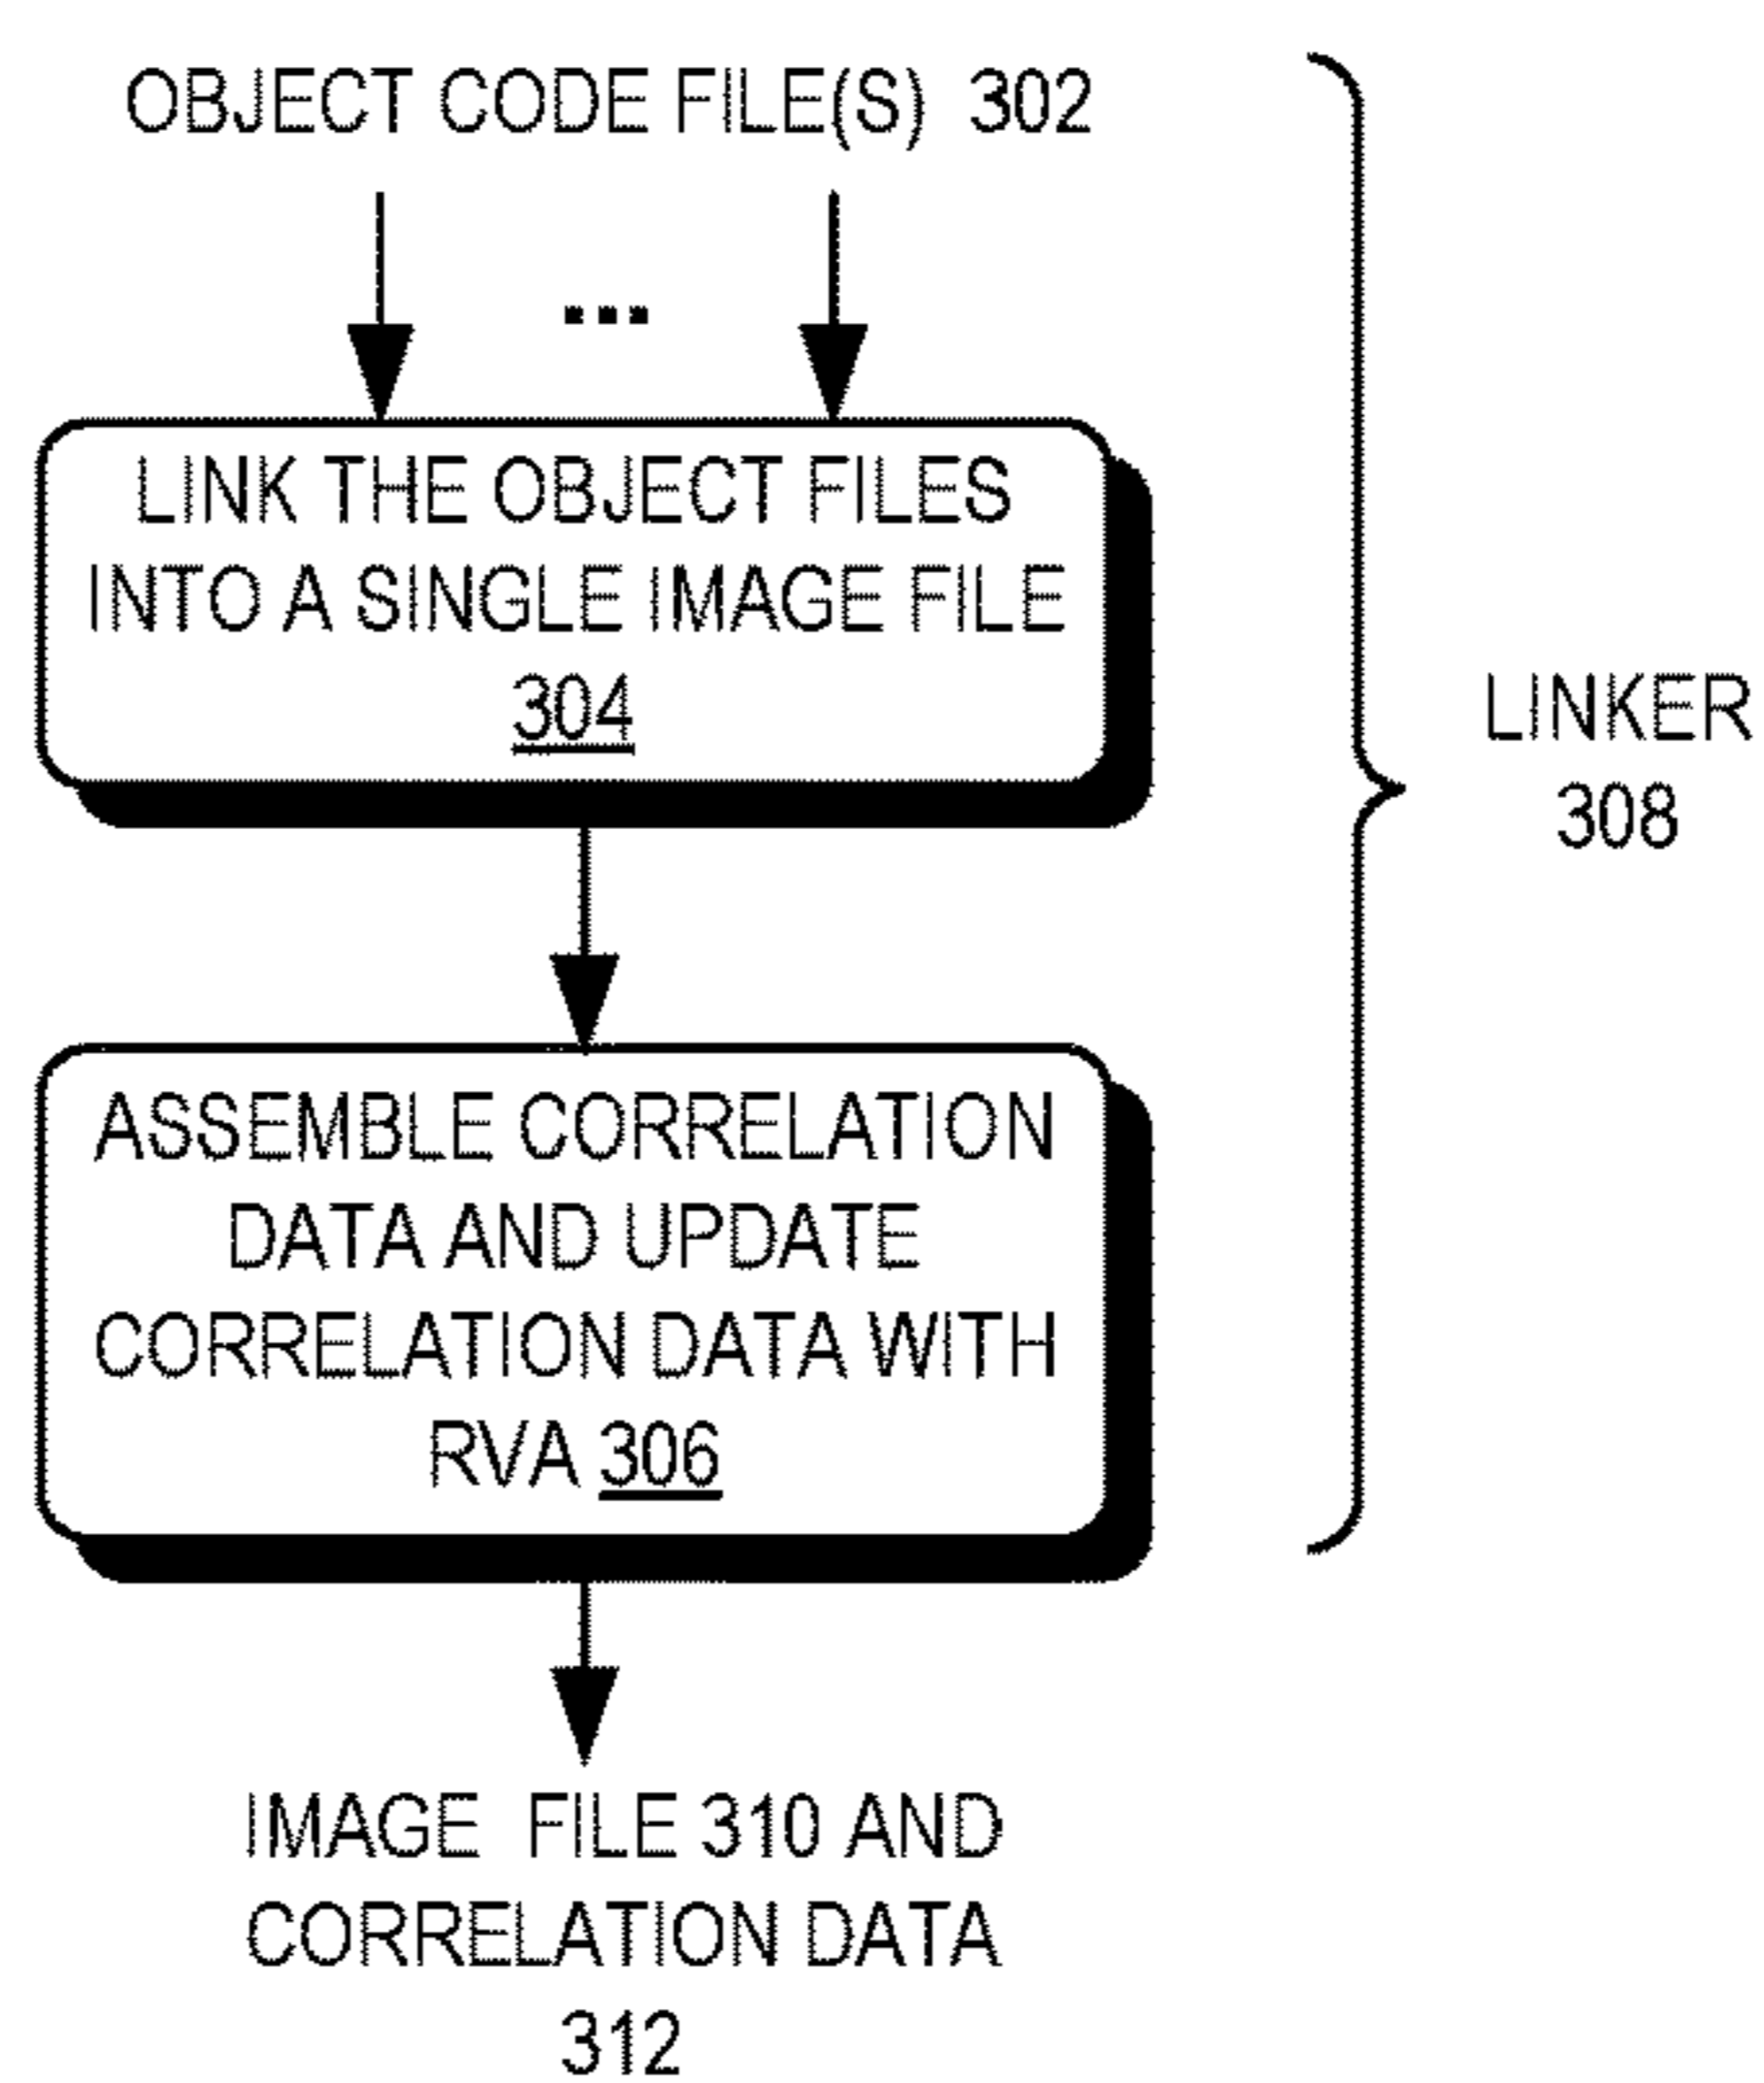 OBJECT CODE FILE(S) 302
...
LINK THE OBJECT FILES
INTO A SINGLE IMAGE FILE
304
LINKER
308
ASSEMBLE CORRELATION
DATA AND UPDATE
CORRELATION DATA WITH
RVA 306
IMAGE FILE 310 AND
CORRELATION DATA
312